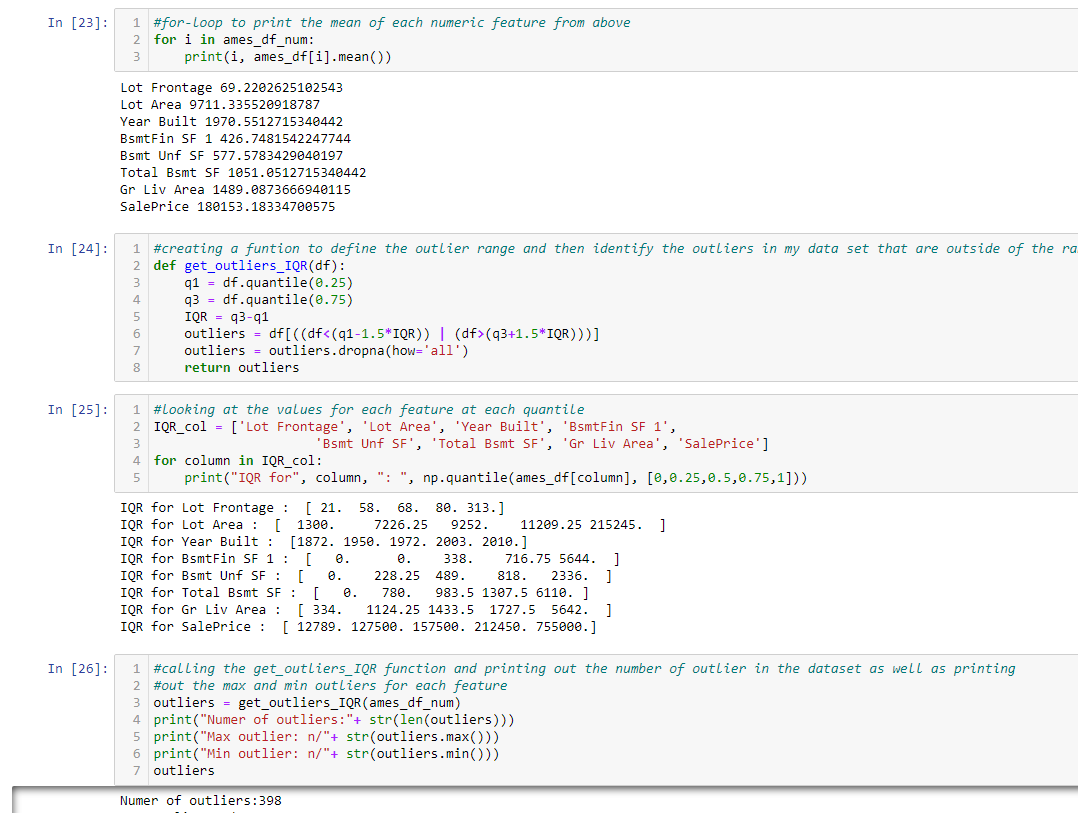 In [23]:
1 #for-loop to print the mean of each numeric feature from above
2 for i in ames_df_num:
3     print(i, ames_df[i].mean())
Lot Frontage 69.2202625102543
Lot Area 9711.335520918787
Year Built 1970.5512715340442
BsmtFin SF 1 426.7481542247744
Bsmt Unf SF 577.5783429040197
Total Bsmt SF 1051.0512715340442
Gr Liv Area 1489.0873666940115
SalePrice 180153.18334700575
In [24]:
1 #creating a funtion to define the outlier range and then identify the outliers in my data set that are outside of the ra
2 def get_outliers_IQR(df):
3     q1 = df.quantile(0.25)
4     q3 = df.quantile(0.75)
5     IQR = q3-q1
6     outliers = df[((df<(q1-1.5*IQR)) | (df>(q3+1.5*IQR)))]
7     outliers = outliers.dropna(how='all')
8     return outliers
In [25]:
1 #looking at the values for each feature at each quantile
2 IQR_col = ['Lot Frontage', 'Lot Area', 'Year Built', 'BsmtFin SF 1',
3                      'Bsmt Unf SF', 'Total Bsmt SF', 'Gr Liv Area', 'SalePrice']
4 for column in IQR_col:
5     print("IQR for", column, ": ", np.quantile(ames_df[column], [0,0.25,0.5,0.75,1]))
IQR for Lot Frontage :  [ 21.  58.  68.  80. 313.]
IQR for Lot Area :  [  1300.     7226.25   9252.    11209.25 215245.  ]
IQR for Year Built :  [1872. 1950. 1972. 2003. 2010.]
IQR for BsmtFin SF 1 :  [   0.      0.    338.    716.75 5644.  ]
IQR for Bsmt Unf SF :  [   0.    228.25  489.    818.   2336.  ]
IQR for Total Bsmt SF :  [   0.   780.   983.5 1307.5 6110. ]
IQR for Gr Liv Area :  [ 334.   1124.25 1433.5  1727.5  5642.  ]
IQR for SalePrice :  [ 12789. 127500. 157500. 212450. 755000.]
In [26]:
1 #calling the get_outliers_IQR function and printing out the number of outlier in the dataset as well as printing
2 #out the max and min outliers for each feature
3 outliers = get_outliers_IQR(ames_df_num)
4 print("Numer of outliers:"+ str(len(outliers)))
5 print("Max outlier: n/"+ str(outliers.max()))
6 print("Min outlier: n/"+ str(outliers.min()))
7 outliers
Numer of outliers:398